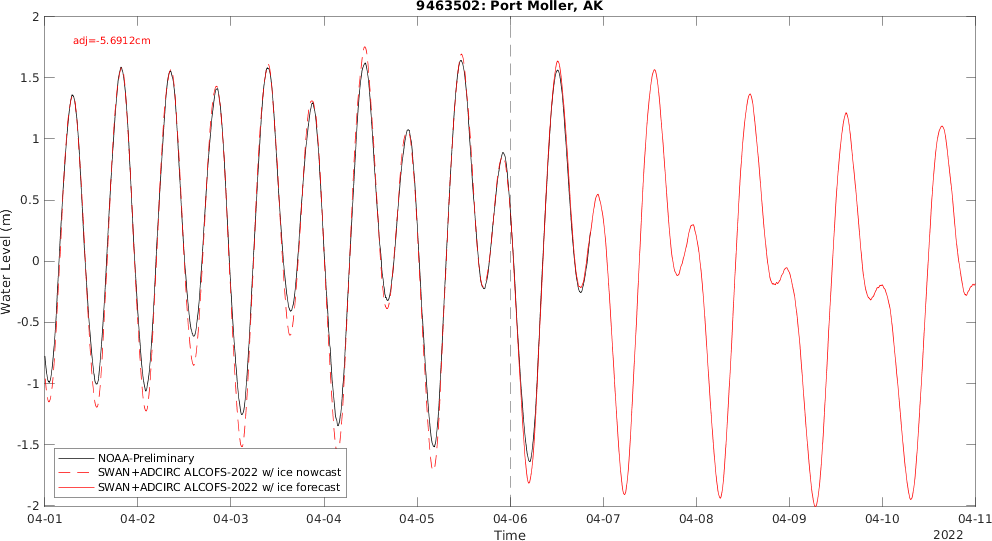 9463502: Port Moller, AK
adj=-5.6912cm
Water Level (m)
2
1.5
1
0.5
0
-0.5
-1
-1.5
-2
NOAA-Preliminary
SWAN+ADCIRC ALCOFS-2022 w/ ice nowcast
SWAN+ADCIRC ALCOFS-2022 w/ ice forecast
04-01 04-02 04-03 04-04 04-05 04-06 04-07 04-08 04-09 04-10 04-11
Time
2022